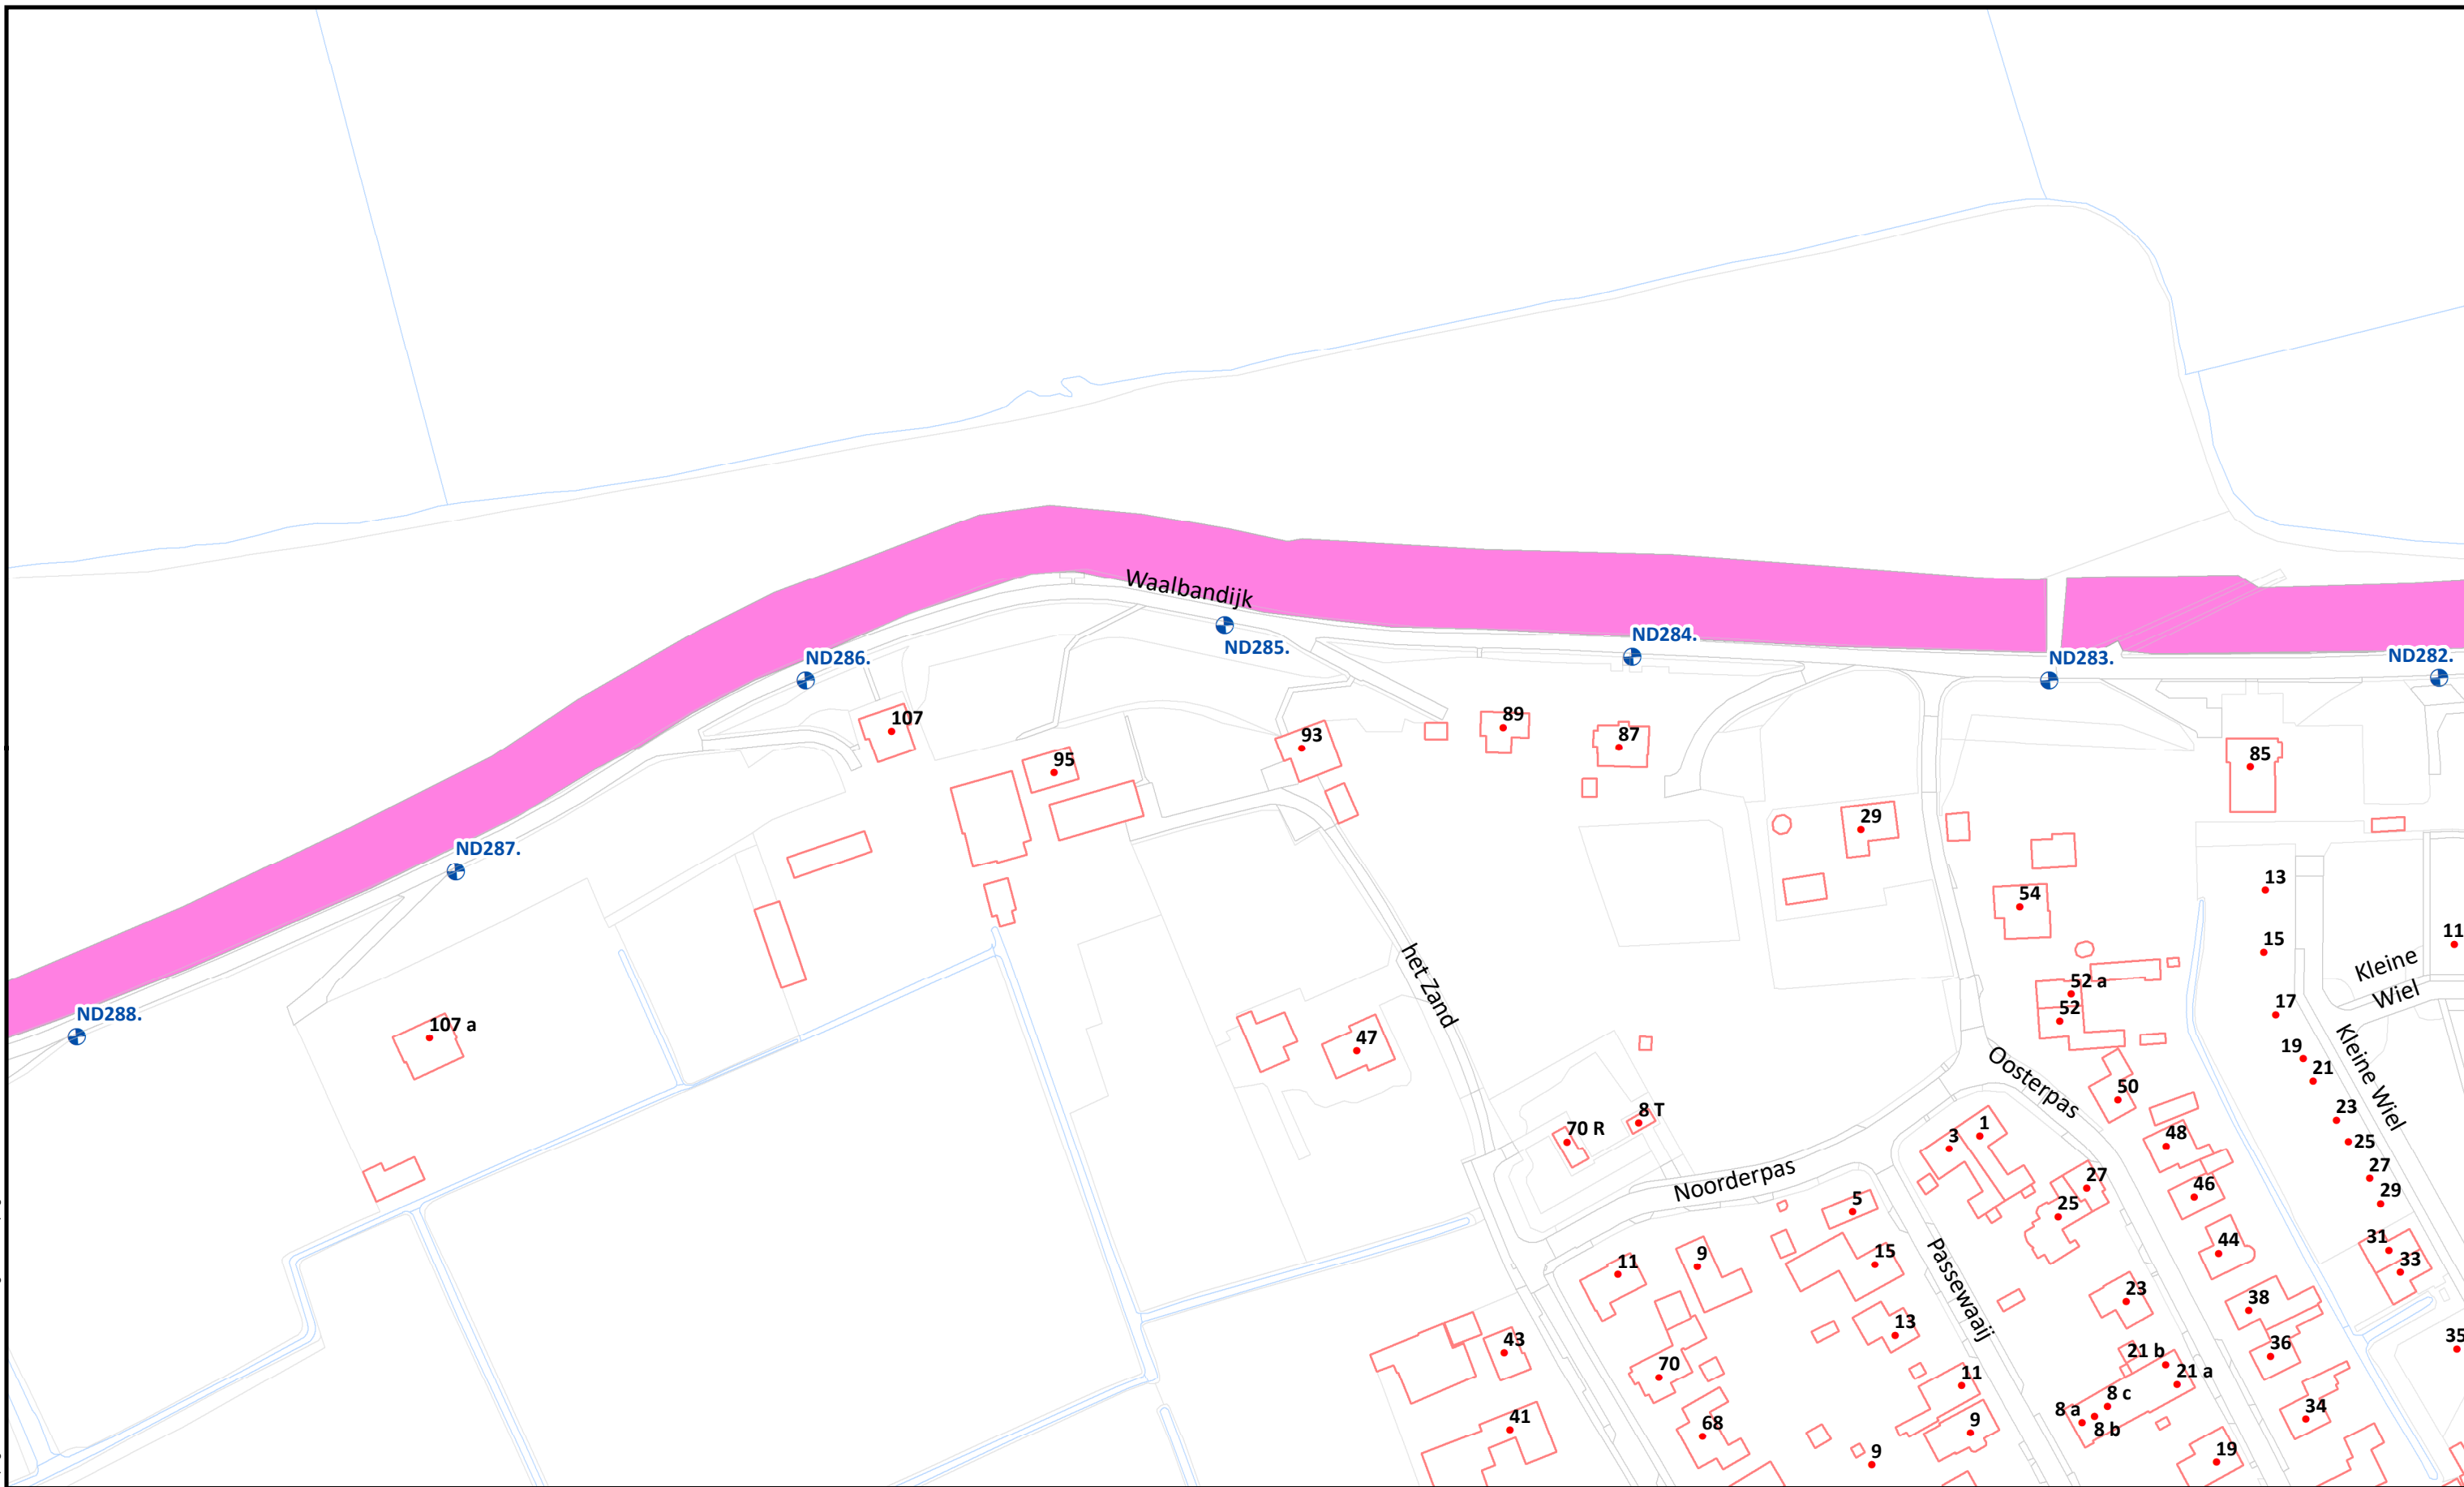 Waalbandijk
ND284.
ND285.
ND286.
ND283.
ND282.
107
89
87
93
95
85
29
ND287.
13
54
11
15
het Zand
Kleine
Wiel
52 a
52
17
ND288.
107 a
47
19
21
Kleine Wiel
Oosterpas
50
23
8 T
70 R
1
3
48
25
Noorderpas
27
27
46
29
5
25
31
44
15
11
9
33
Passewaaij
23
38
13
43
35
36
21 b
70
21 a
11
8 c
8 a
8 b
34
41
68
9
19
9